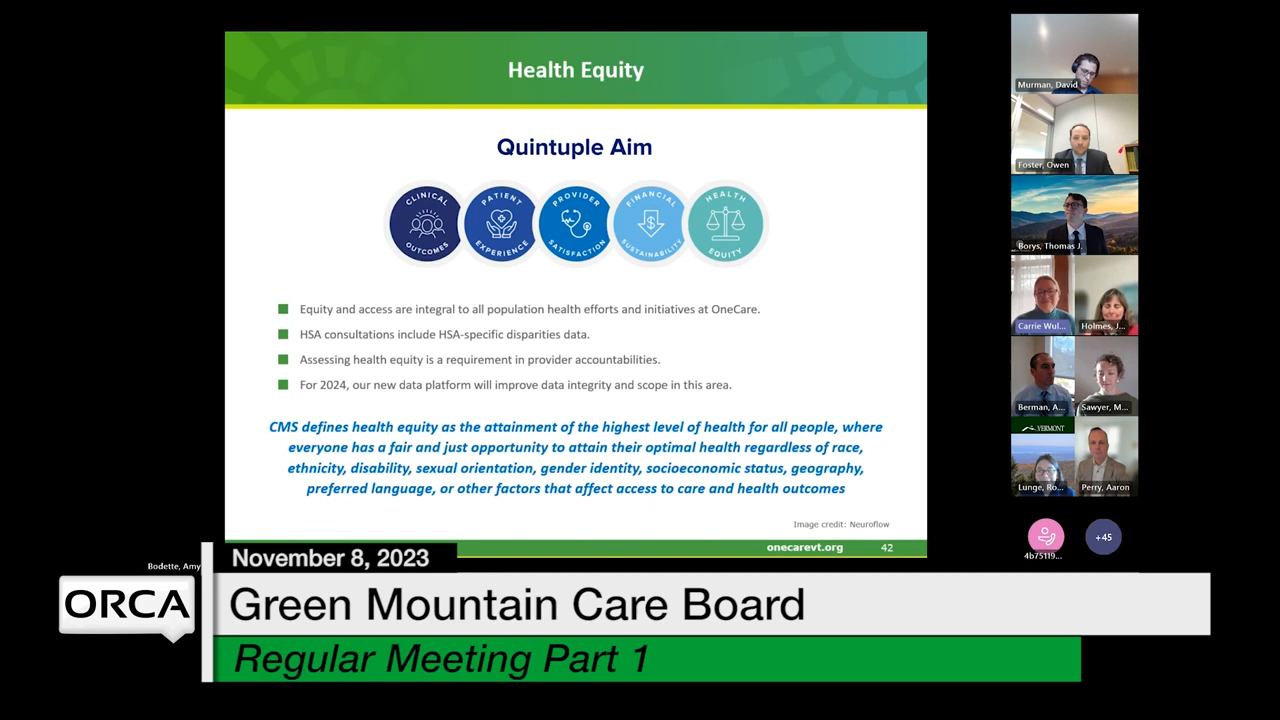 Health Equity
Quintuple Aim
CLINICAL OUTCOMES
PATIENT EXPERIENCE
PROVIDER SATISFACTION
FINANCIAL SUSTAINABILITY
HEALTH EQUITY
Equity and access are integral to all population health efforts and initiatives at OneCare.
HSA consultations include HSA-specific disparities data.
Assessing health equity is a requirement in provider accountabilities.
For 2024, our new data platform will improve data integrity and scope in this area.
CMS defines health equity as the attainment of the highest level of health for all people, where
everyone has a fair and just opportunity to attain their optimal health regardless of race,
ethnicity, disability, sexual orientation, gender identity, socioeconomic status, geography,
preferred language, or other factors that affect access to care and health outcomes
Image credit: Neuroflow
onecarevt.org 42
Murman, David
Foster, Owen
Borys, Thomas J.
Carrie Wul... Holmes, J...
Berman, A... Sawyer, M...
VERMONT
Lunge, Ro... Perry, Aaron
+45
4b75119...
Bodette, Amy
November 8, 2023
ORCA
Green Mountain Care Board
Regular Meeting Part 1